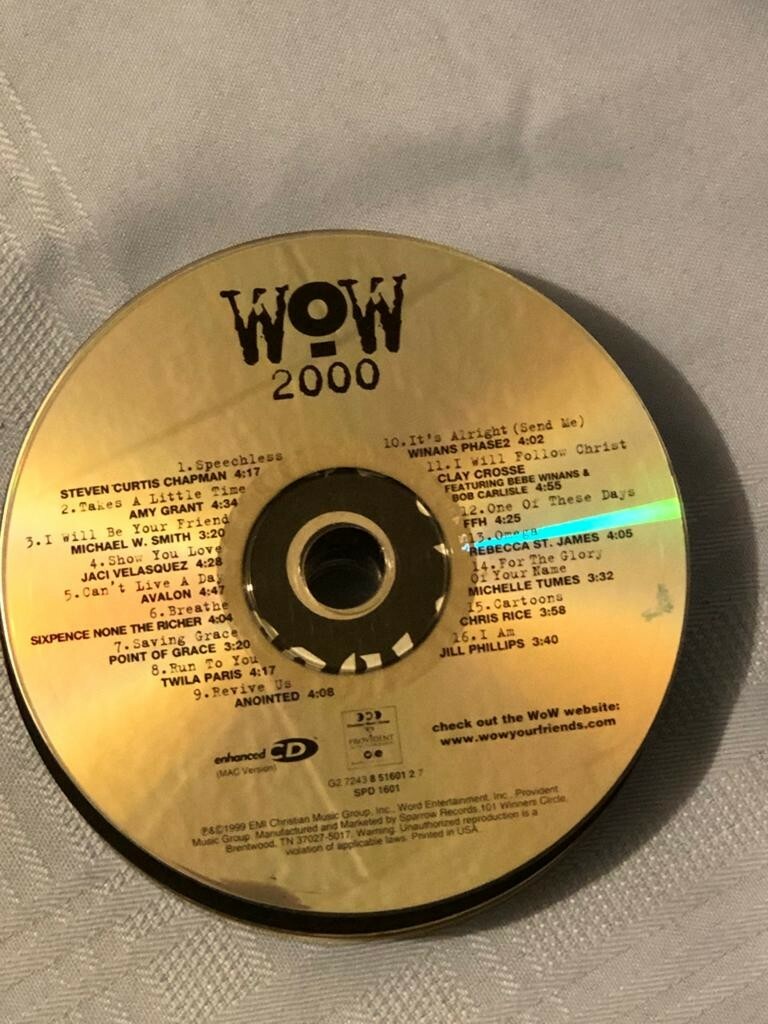 WOW
2000
1.Speechless
STEVEN CURTIS CHAPMAN 4:17
2.Takes A Little Time
AMY GRANT 4:34
3.I Will Be Your Friend
MICHAEL W. SMITH 3:20
4.Show You Love
JACI VELASQUEZ 4:28
5.Can't Live A Day
AVALON 4:47
6.Breathe
SIXPENCE NONE THE RICHER 4:04
7.Saving Grace
POINT OF GRACE 3:20
8.Run To You
TWILA PARIS 4:17
9.Revive Us
ANOINTED 4:08
10.It's Alright (Send Me)
WINANS PHASE2 4:02
11.I Will Follow Christ
CLAY CROSSE
FEATURING BEBE WINANS &
BOB CARLISLE 4:55
12.One Of These Days
FFH 4:25
13.Omega
REBECCA ST. JAMES 4:05
14.For The Glory
Of Your Name
MICHELLE TUMES 3:32
15.Cartoons
CHRIS RICE 3:58
16.I Am
JILL PHILLIPS 3:40
enhanced CD
(MAC Version)
PROVIDENT
check out the WoW website:
www.wowyourfriends.com
G2 7243 8 51601 2 7
SPD 1601
℗&©1999 EMI Christian Music Group, Inc., Word Entertainment, Inc., Provident
Music Group. Manufactured and Marketed by Sparrow Records,101 Winners Circle,
Brentwood, TN 37027-5017. Warning: Unauthorized reproduction is a
violation of applicable laws. Printed in USA.